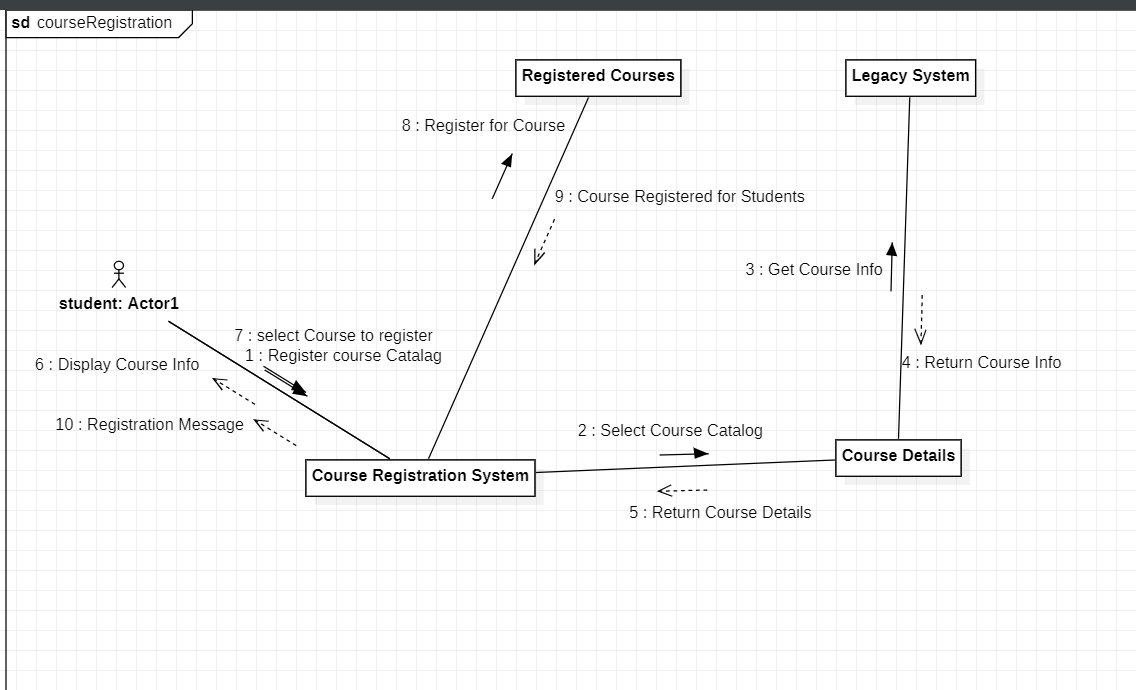 sd courseRegistration
Registered Courses
Legacy System
8 : Register for Course
9 : Course Registered for Students
3 : Get Course Info
student: Actor1
7 : select Course to register
1 : Register course Catalag
6 : Display Course Info
4 : Return Course Info
10 : Registration Message
2 : Select Course Catalog
Course Details
Course Registration System
5 : Return Course Details